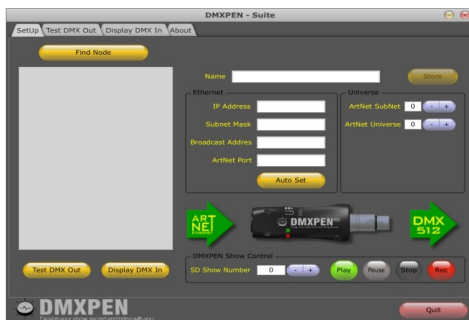 DMXPEN - Suite
SetUp Test DMX Out Display DMX In About
Find Node
Name Store
Ethernet Universe
IP Address ArtNet SubNet 0 - +
Subnet Mask ArtNet Universe 0 - +
Broadcast Addres
ArtNet Port
Auto Set
ART
NET
DMXPEN
DMX
512
DMXPEN Show Control
Test DMX Out Display DMX In SD Show Number 0 - + Play Pause Stop Rec
DMXPEN
Quit